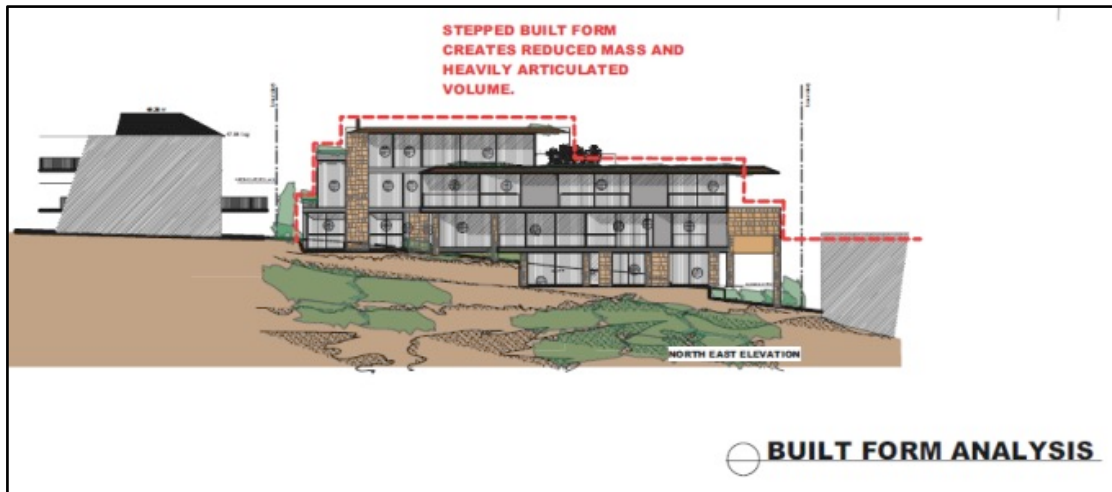 STEPPED BUILT FORM
CREATES REDUCED MASS AND
HEAVILY ARTICULATED
VOLUME.
NORTH EAST ELEVATION
BUILT FORM ANALYSIS